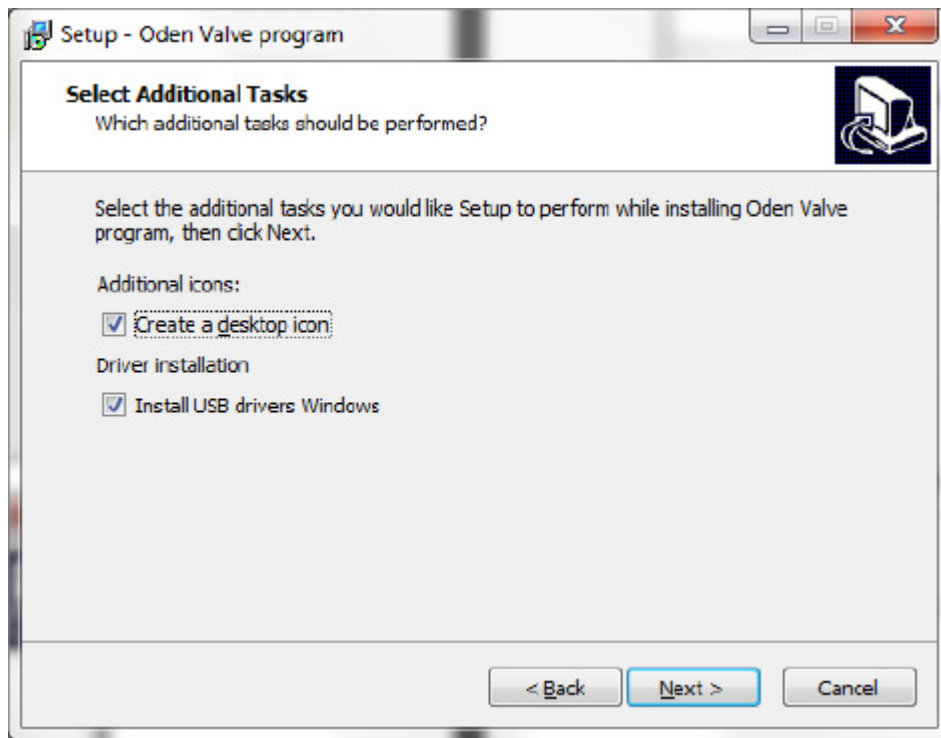 Setup - Oden Valve program
Select Additional Tasks
Which additional tasks should be performed?
Select the additional tasks you would like Setup to perform while installing Oden Valve
program, then click Next.
Additional icons:
Create a desktop icon
Driver installation
Install USB drivers Windows
< Back Next > Cancel